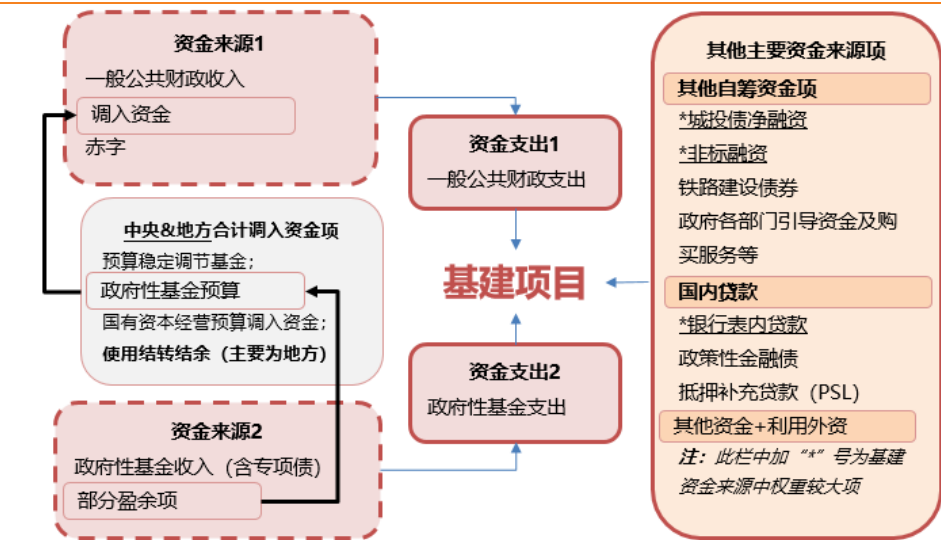 资金来源1
一般公共财政收入
调入资金
赤字
中央&地方合计调入资金项
预算稳定调节基金；
政府性基金预算
国有资本经营预算调入资金；
使用结转结余（主要为地方）
资金来源2
政府性基金收入（含专项债）
部分盈余项
资金支出1
一般公共财政支出
基建项目
资金支出2
政府性基金支出
其他主要资金来源项
其他自筹资金项
*城投债净融资
*非标融资
铁路建设债券
政府各部门引导资金及购
买服务等
国内贷款
*银行表内贷款
政策性金融债
抵押补充贷款（PSL）
其他资金+利用外资
注：此栏中加“*”号为基建
资金来源中权重较大项